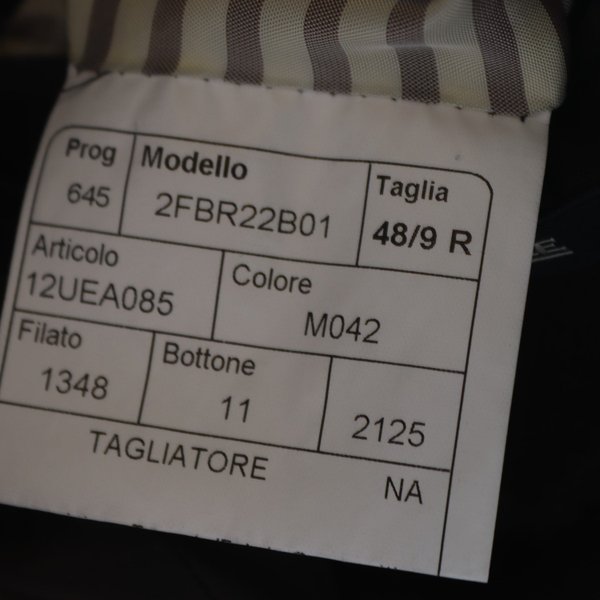 Prog Modello Taglia
645 2FBR22B01 48/9 R
Articolo Colore
12UEA085 M042
Filato Bottone
1348 11 2125
TAGLIATORE NA